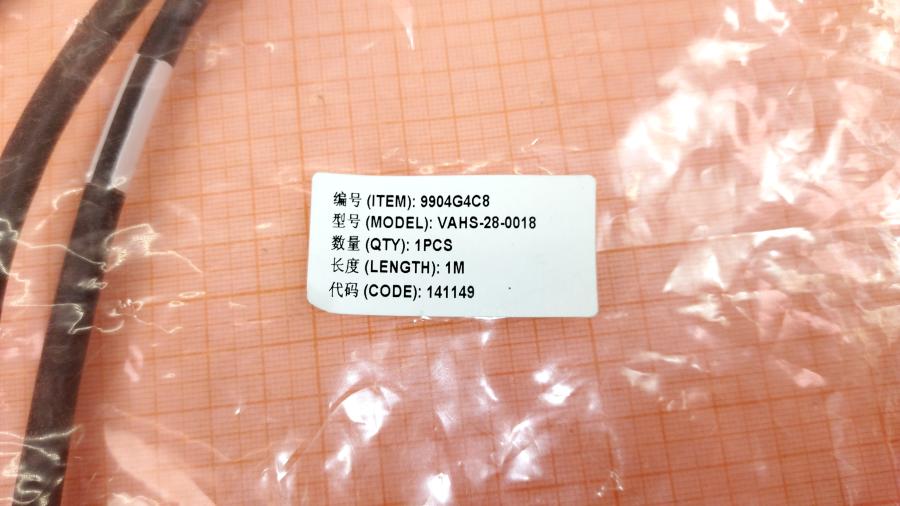 编号 (ITEM): 9904G4C8
型号 (MODEL): VAHS-28-0018
数量 (QTY): 1PCS
长度 (LENGTH): 1M
代码 (CODE): 141149